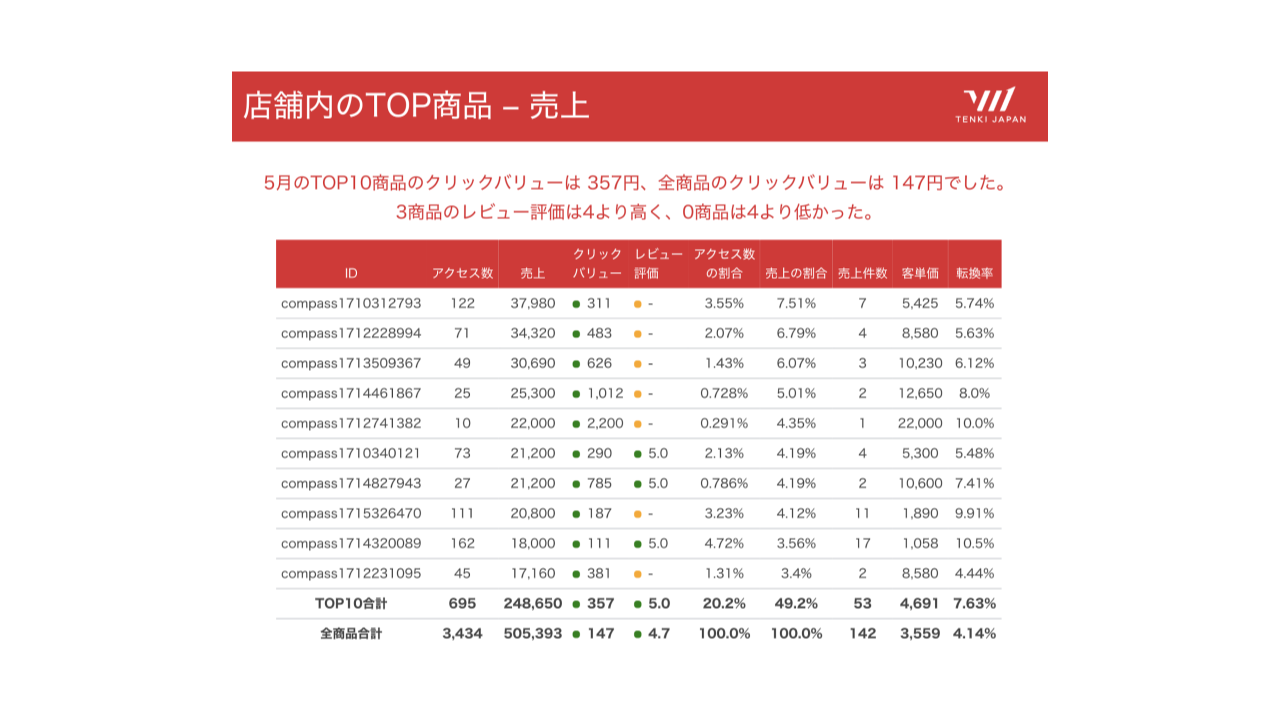 店舗内のTOP商品 – 売上
TENKI JAPAN
5月のTOP10商品のクリックバリューは 357円、全商品のクリックバリューは 147円でした。
3商品のレビュー評価は4より高く、0商品は4より低かった。
ID アクセス数 売上 クリックバリュー レビュー評価 アクセス数の割合 売上の割合 売上件数 客単価 転換率
compass1710312793 122 37,980 311 - 3.55% 7.51% 7 5,425 5.74%
compass1712228994 71 34,320 483 - 2.07% 6.79% 4 8,580 5.63%
compass1713509367 49 30,690 626 - 1.43% 6.07% 3 10,230 6.12%
compass1714461867 25 25,300 1,012 - 0.728% 5.01% 2 12,650 8.0%
compass1712741382 10 22,000 2,200 - 0.291% 4.35% 1 22,000 10.0%
compass1710340121 73 21,200 290 5.0 2.13% 4.19% 4 5,300 5.48%
compass1714827943 27 21,200 785 5.0 0.786% 4.19% 2 10,600 7.41%
compass1715326470 111 20,800 187 - 3.23% 4.12% 11 1,890 9.91%
compass1714320089 162 18,000 111 5.0 4.72% 3.56% 17 1,058 10.5%
compass1712231095 45 17,160 381 - 1.31% 3.4% 2 8,580 4.44%
TOP10合計 695 248,650 357 5.0 20.2% 49.2% 53 4,691 7.63%
全商品合計 3,434 505,393 147 4.7 100.0% 100.0% 142 3,559 4.14%